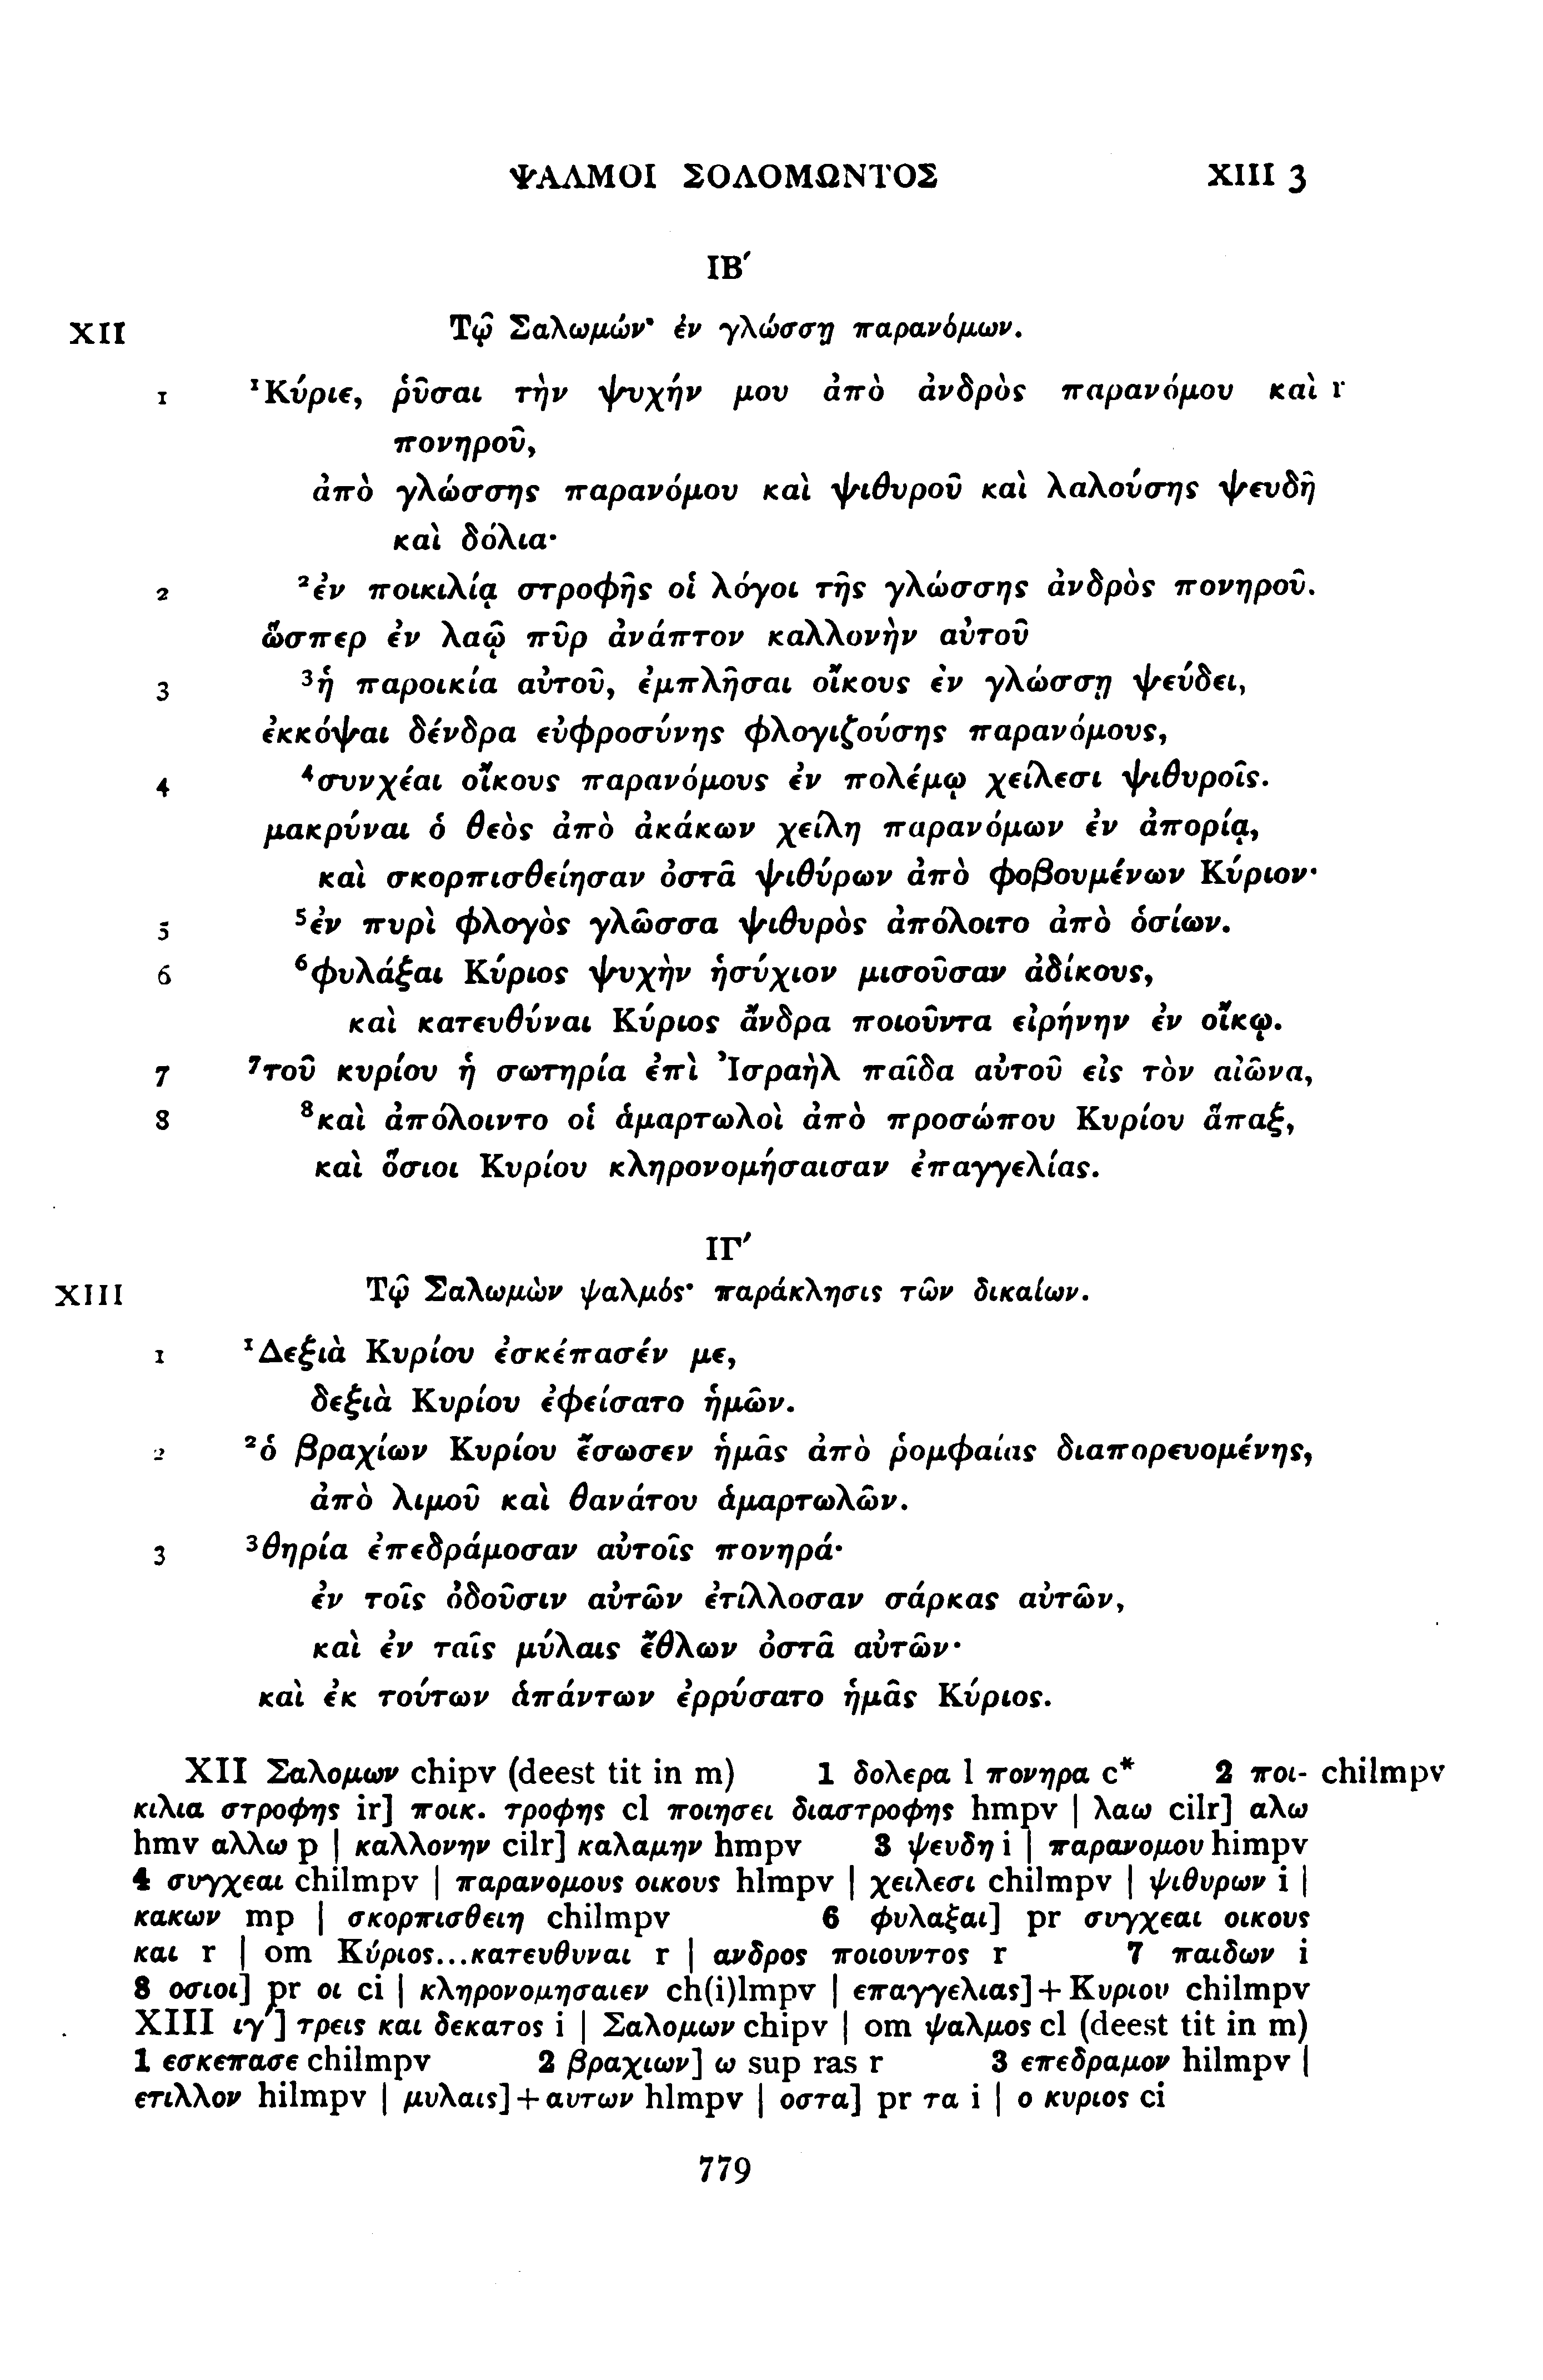 ΨΑΛΜΟΙ ΣΟΛΟΜΩΝΤΟΣ XIII 3
ΙΒ′
XII Τῷ Σαλωμών· ἐν γλώσσῃ παρανόμων.
1 ¹Κύριε, ῥῦσαι τὴν ψυχήν μου ἀπὸ ἀνδρὸς παρανόμου καὶ r
πονηροῦ,
ἀπὸ γλώσσης παρανόμου καὶ ψιθυροῦ καὶ λαλούσης ψευδῆ
καὶ δόλια·
2 ²ἐν ποικιλίᾳ στροφῆς οἱ λόγοι τῆς γλώσσης ἀνδρὸς πονηροῦ.
ὥσπερ ἐν λαῷ πῦρ ἀνάπτον καλλονὴν αὐτοῦ
3 ³ἡ παροικία αὐτοῦ, ἐμπλῆσαι οἴκους ἐν γλώσσῃ ψεύδει,
ἐκκόψαι δένδρα εὐφροσύνης φλογιζούσης παρανόμους,
4 ⁴συνχέαι οἴκους παρανόμους ἐν πολέμῳ χείλεσι ψιθυροῖς.
μακρύναι ὁ θεὸς ἀπὸ ἀκάκων χείλη παρανόμων ἐν ἀπορίᾳ,
καὶ σκορπισθείησαν ὀστᾶ ψιθύρων ἀπὸ φοβουμένων Κύριον·
5 ⁵ἐν πυρὶ φλογὸς γλῶσσα ψιθυρὸς ἀπόλοιτο ἀπὸ ὁσίων.
6 ⁶φυλάξαι Κύριος ψυχὴν ἡσύχιον μισοῦσαν ἀδίκους,
καὶ κατευθύναι Κύριος ἄνδρα ποιοῦντα εἰρήνην ἐν οἴκῳ.
7 ⁷τοῦ κυρίου ἡ σωτηρία ἐπὶ Ἰσραὴλ παῖδα αὐτοῦ εἰς τὸν αἰῶνα,
8 ⁸καὶ ἀπόλοιντο οἱ ἁμαρτωλοὶ ἀπὸ προσώπου Κυρίου ἅπαξ,
καὶ ὅσιοι Κυρίου κληρονομήσαισαν ἐπαγγελίας.
ΙΓ′
XIII Τῷ Σαλωμὼν ψαλμός· παράκλησις τῶν δικαίων.
1 ¹Δεξιὰ Κυρίου ἐσκέπασέν με,
δεξιὰ Κυρίου ἐφείσατο ἡμῶν.
2 ²ὁ βραχίων Κυρίου ἔσωσεν ἡμᾶς ἀπὸ ῥομφαίας διαπορευομένης,
ἀπὸ λιμοῦ καὶ θανάτου ἁμαρτωλῶν.
3 ³θηρία ἐπεδράμοσαν αὐτοῖς πονηρά·
ἐν τοῖς ὀδοῦσιν αὐτῶν ἐτίλλοσαν σάρκας αὐτῶν,
καὶ ἐν ταῖς μύλαις ἔθλων ὀστᾶ αὐτῶν·
καὶ ἐκ τούτων ἁπάντων ἐρρύσατο ἡμᾶς Κύριος.
XII Σαλομων chipv (deest tit in m) 1 δολερα l πονηρα c* 2 ποι- chilmpv
κιλια στροφης ir] ποικ. τροφης cl ποιησει διαστροφης hmpv | λαω cilr] αλω
hmv αλλω p | καλλονην cilr] καλαμην hmpv 3 ψευδη i | παρανομου himpv
4 συγχεαι chilmpv | παρανομους οικους hlmpv | χειλεσι chilmpv | ψιθυρων i |
κακων mp | σκορπισθειη chilmpv 6 φυλαξαι] pr συγχεαι οικους
και r | om Κύριος...κατευθυναι r | ανδρος ποιουντος r 7 παιδων i
8 οσιοι] pr οι ci | κληρονομησαιεν ch(i)lmpv | επαγγελιας]+Κυριου chilmpv
XIII ιγ′] τρεις και δεκατος i | Σαλομων chipv | om ψαλμος cl (deest tit in m)
1 εσκεπασε chilmpv 2 βραχιων] ω sup ras r 3 επεδραμον hilmpv |
ετιλλον hilmpv | μυλαις]+αυτων hlmpv | οστα] pr τα i | ο κυριος ci
779